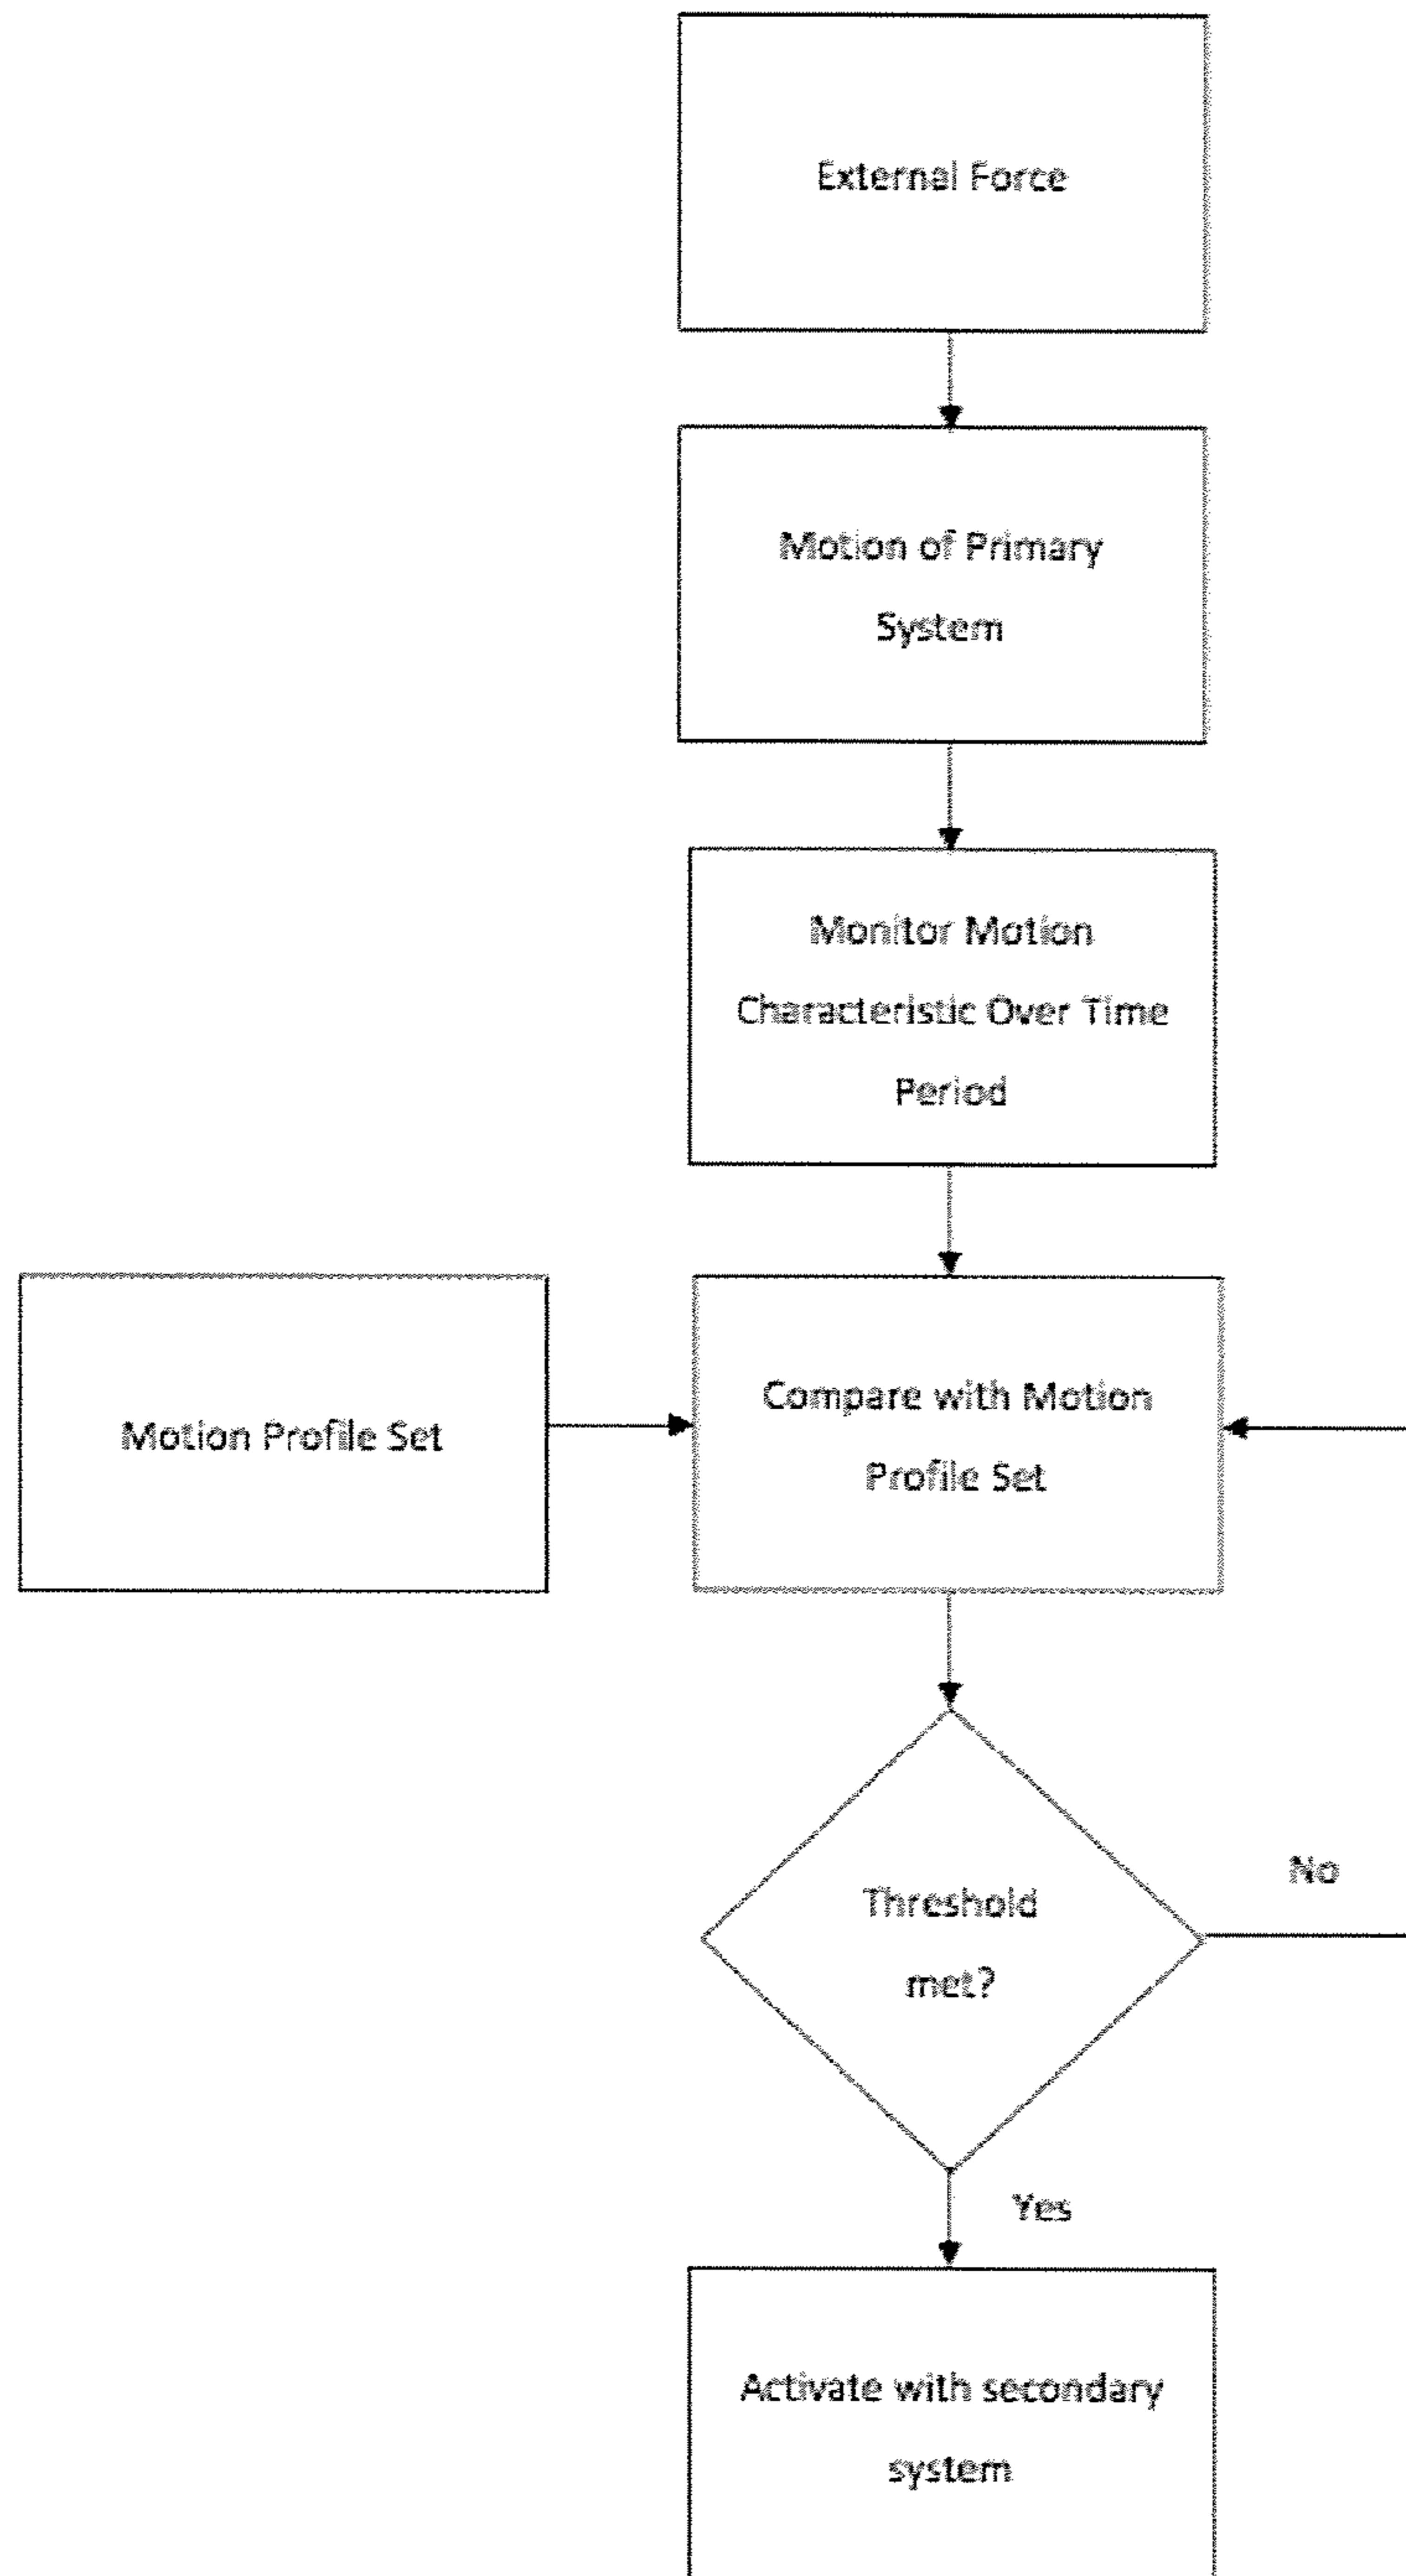 External Force
Motion of Primary
System
Monitor Motion
Characteristic Over Time
Period
Motion Profile Set
Compare with Motion
Profile Set
Threshold
met?
No
Yes
Activate with secondary
system